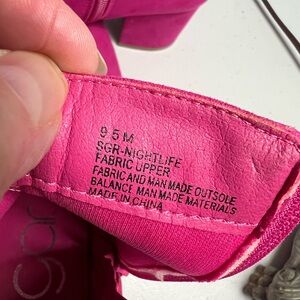 9.5 M
SGR-NIGHTLIFE
FABRIC UPPER
FABRIC AND MAN MADE OUTSOLE
BALANCE MAN MADE MATERIALS
MADE IN CHINA